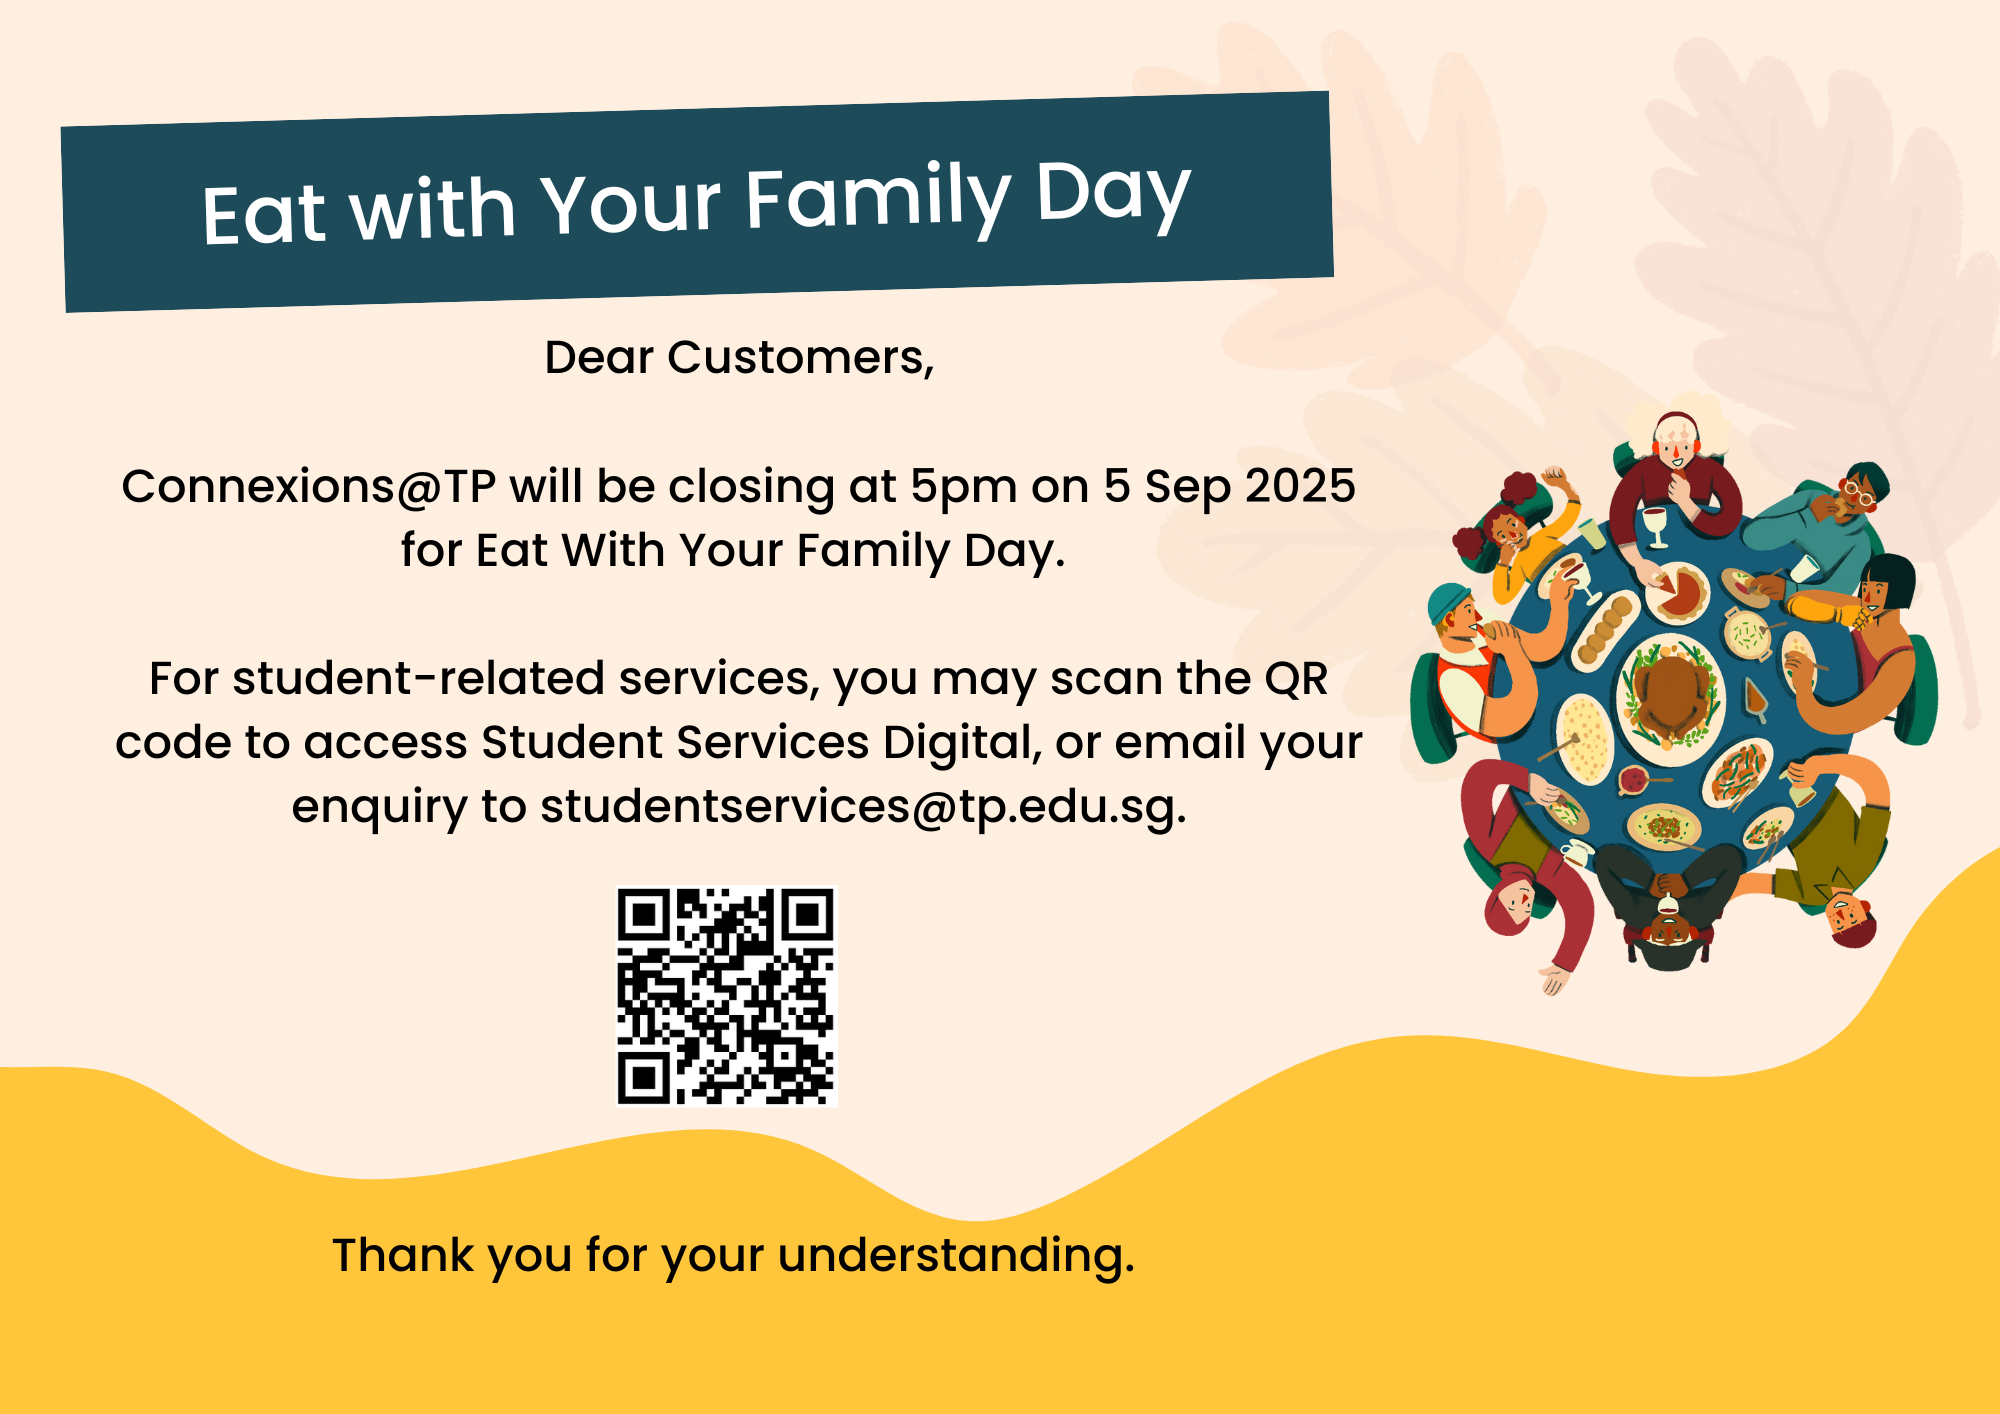 Eat with Your Family Day
Dear Customers,
Connexions@TP will be closing at 5pm on 5 Sep 2025
for Eat With Your Family Day.
For student-related services, you may scan the QR
code to access Student Services Digital, or email your
enquiry to studentservices@tp.edu.sg.
Thank you for your understanding.